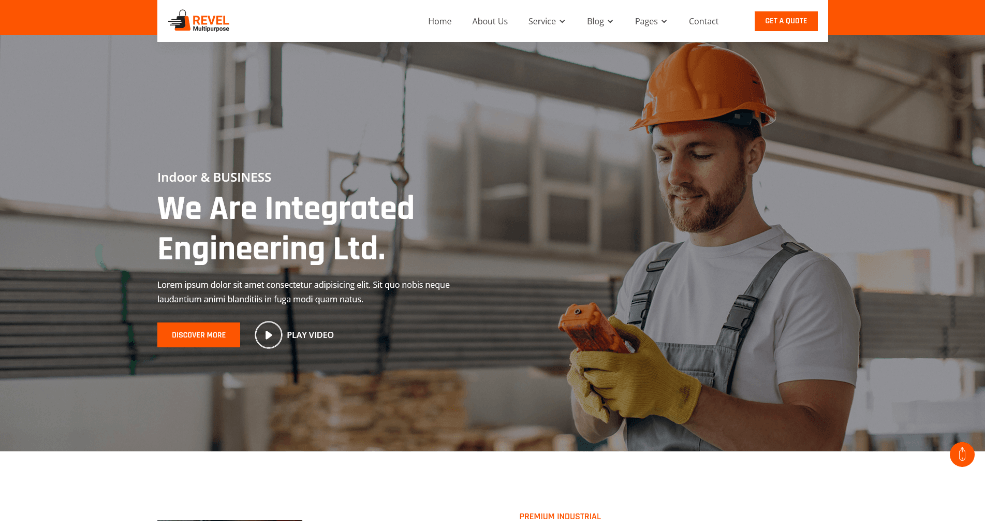 REVEL
Multipurpose
Home
About Us
Service
Blog
Pages
Contact
GET A QUOTE
Indoor & BUSINESS
We Are Integrated
Engineering Ltd.
Lorem ipsum dolor sit amet consectetur adipisicing elit. Sit quo nobis neque
laudantium animi blanditiis in fuga modi quam natus.
DISCOVER MORE
PLAY VIDEO
PREMIUM INDUSTRIAL